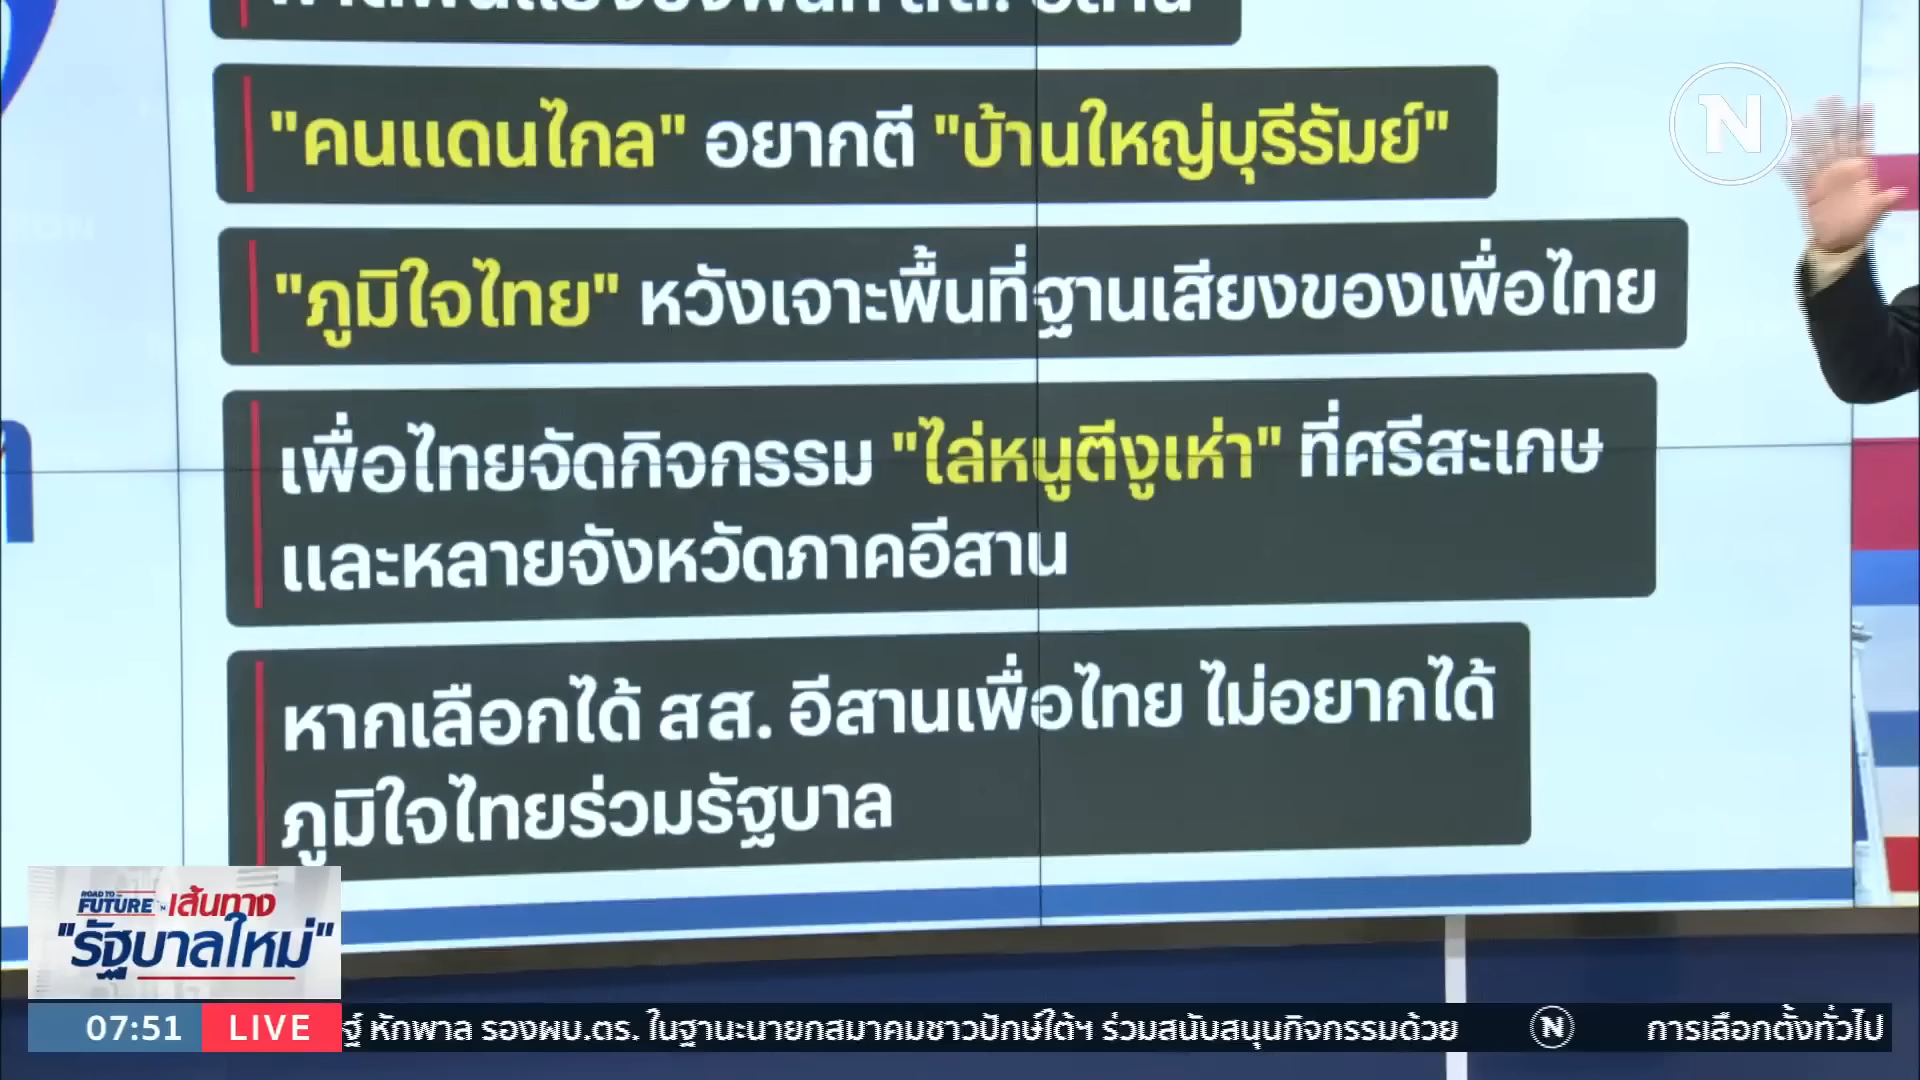 "คนแดนไกล" อยากตี "บ้านใหญ่บุรีรัมย์"
"ภูมิใจไทย" หวังเจาะพื้นที่ฐานเสียงของเพื่อไทย
เพื่อไทยจัดกิจกรรม "ไล่หนูตีงูเห่า" ที่ศรีสะเกษ
และหลายจังหวัดภาคอีสาน
หากเลือกได้ สส. อีสานเพื่อไทย ไม่อยากได้
ภูมิใจไทยร่วมรัฐบาล
N
ROAD TO FUTURE เส้นทาง
"รัฐบาลใหม่"
07:51 LIVE หักพาล รองผบ.ตร. ในฐานะนายกสมาคมชาวปักษ์ใต้ฯ ร่วมสนับสนุนกิจกรรมด้วย N การเลือกตั้งทั่วไป